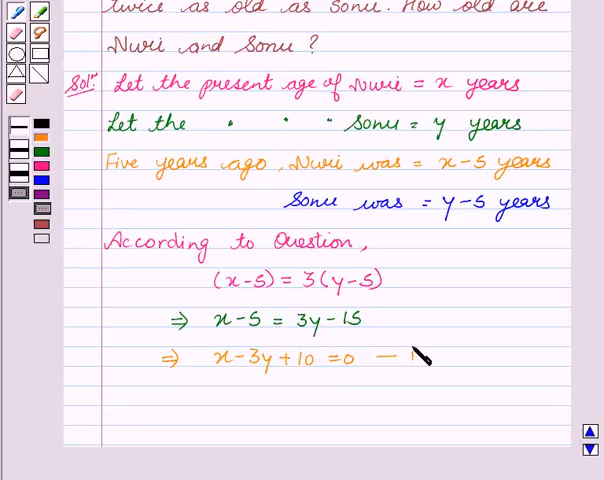 twice as old as Sonu. How old are
Nuri and Sonu ?
Solⁿ: Let the present age of Nuri = x years
Let the " " " Sonu = y years
Five years ago, Nuri was = x-5 years
Sonu was = y-5 years
According to Question,
(x-5) = 3(y-5)
⇒ x-5 = 3y-15
⇒ x-3y+10 =0 —